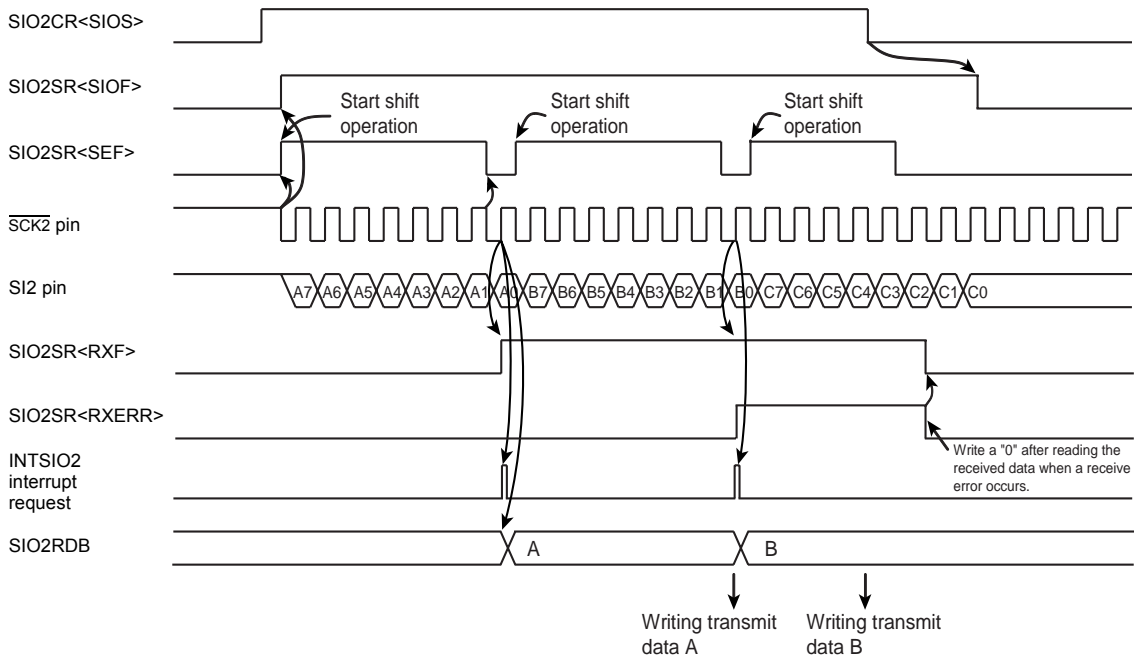 SIO2CR<SIOS>
SIO2SR<SIOF>
Start shift
operation
Start shift
operation
Start shift
operation
SIO2SR<SEF>
SCK2 pin
SI2 pin
A7 A6 A5 A4 A3 A2 A1 A0 B7 B6 B5 B4 B3 B2 B1 B0 C7 C6 C5 C4 C3 C2 C1 C0
SIO2SR<RXF>
SIO2SR<RXERR>
Write a "0" after reading the
received data when a receive
error occurs.
INTSIO2
interrupt
request
SIO2RDB
A
B
Writing transmit
data A
Writing transmit
data B